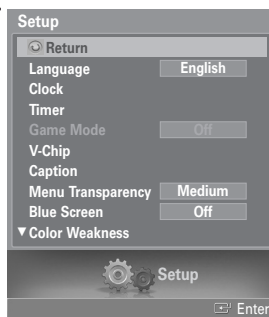 Setup
Return
Language English
Clock
Timer
Game Mode Off
V-Chip
Caption
Menu Transparency Medium
Blue Screen Off
▼ Color Weakness
Setup
Enter